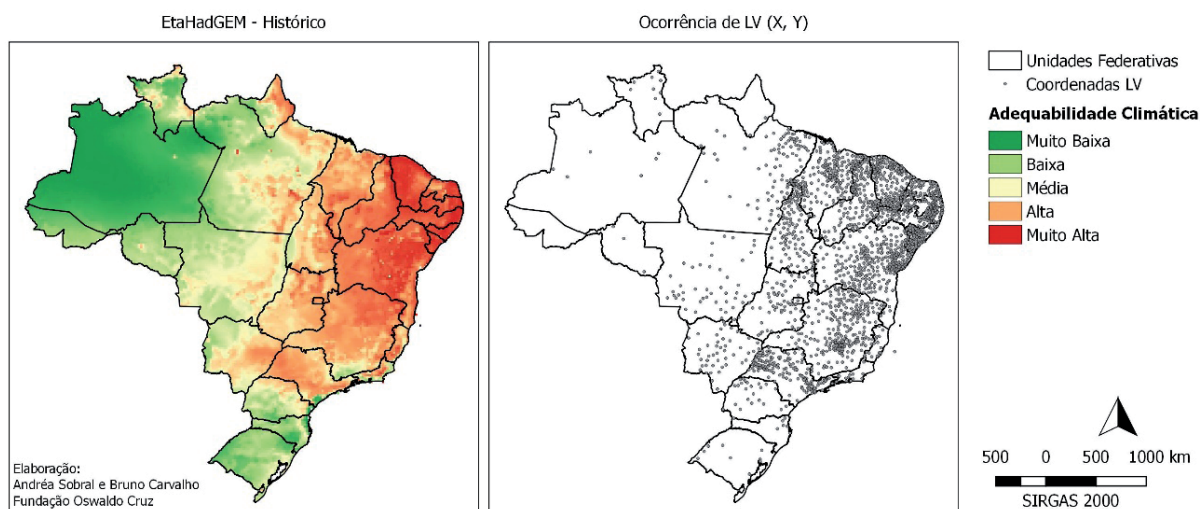 EtaHadGEM - Histórico
Elaboração:
Andréa Sobral e Bruno Carvalho
Fundação Oswaldo Cruz
Ocorrência de LV (X, Y)
Unidades Federativas
Coordenadas LV
Adequabilidade Climática
Muito Baixa
Baixa
Média
Alta
Muito Alta
500 0 500 1000 km
SIRGAS 2000